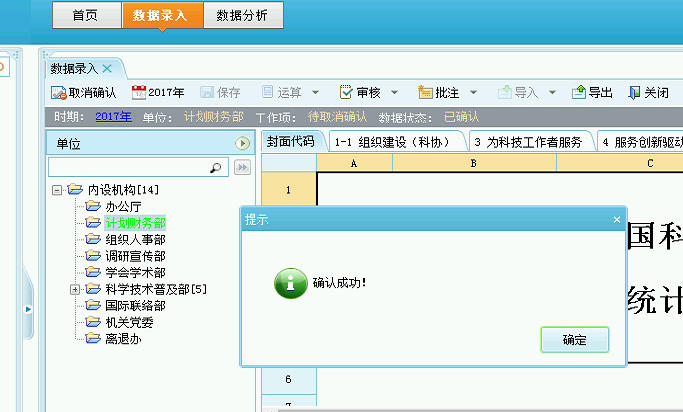 首页 数据录入 数据分析
数据录入
取消确认 2017年 保存 运算 审核 批注 导入 导出 关闭
时期: 2017年 单位: 计划财务部 工作项: 待取消确认 数据状态: 已确认
单位
封面代码 1-1 组织建设（科协） 3 为科技工作者服务 4 服务创新驱动
A B C
1
内设机构[14]
办公厅
计划财务部
组织人事部
调研宣传部
学会学术部
科学技术普及部[5]
国际联络部
机关党委
离退办
提示
确认成功!
确定
国科
统计
6
7